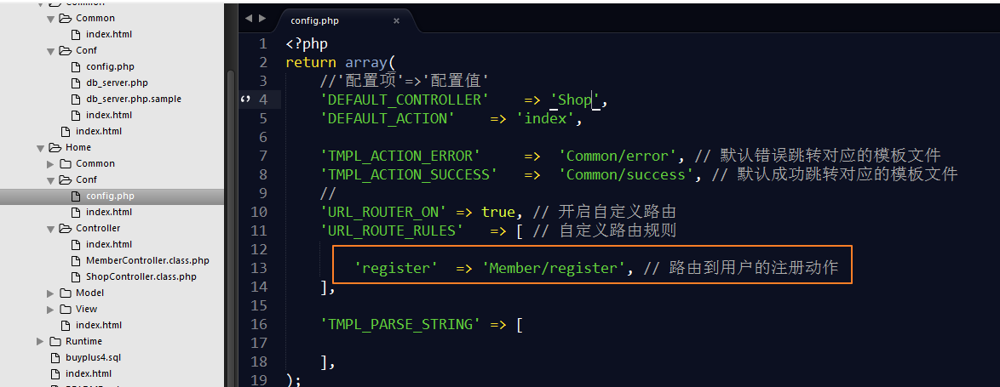 Common
Common
index.html
Conf
config.php
db_server.php
db_server.php.sample
index.html
index.html
Home
Common
Conf
config.php
index.html
Controller
index.html
MemberController.class.php
ShopController.class.php
Model
View
index.html
Runtime
buyplus4.sql
index.html
config.php ×
1 <?php
2 return array(
3 //'配置项'=>'配置值'
4 'DEFAULT_CONTROLLER' => 'Shop',
5 'DEFAULT_ACTION' => 'index',
6
7 'TMPL_ACTION_ERROR' => 'Common/error', // 默认错误跳转对应的模板文件
8 'TMPL_ACTION_SUCCESS' => 'Common/success', // 默认成功跳转对应的模板文件
9 //
10 'URL_ROUTER_ON' => true, // 开启自定义路由
11 'URL_ROUTE_RULES' => [ // 自定义路由规则
12
13 'register' => 'Member/register', // 路由到用户的注册动作
14 ],
15
16 'TMPL_PARSE_STRING' => [
17
18 ],
19 );